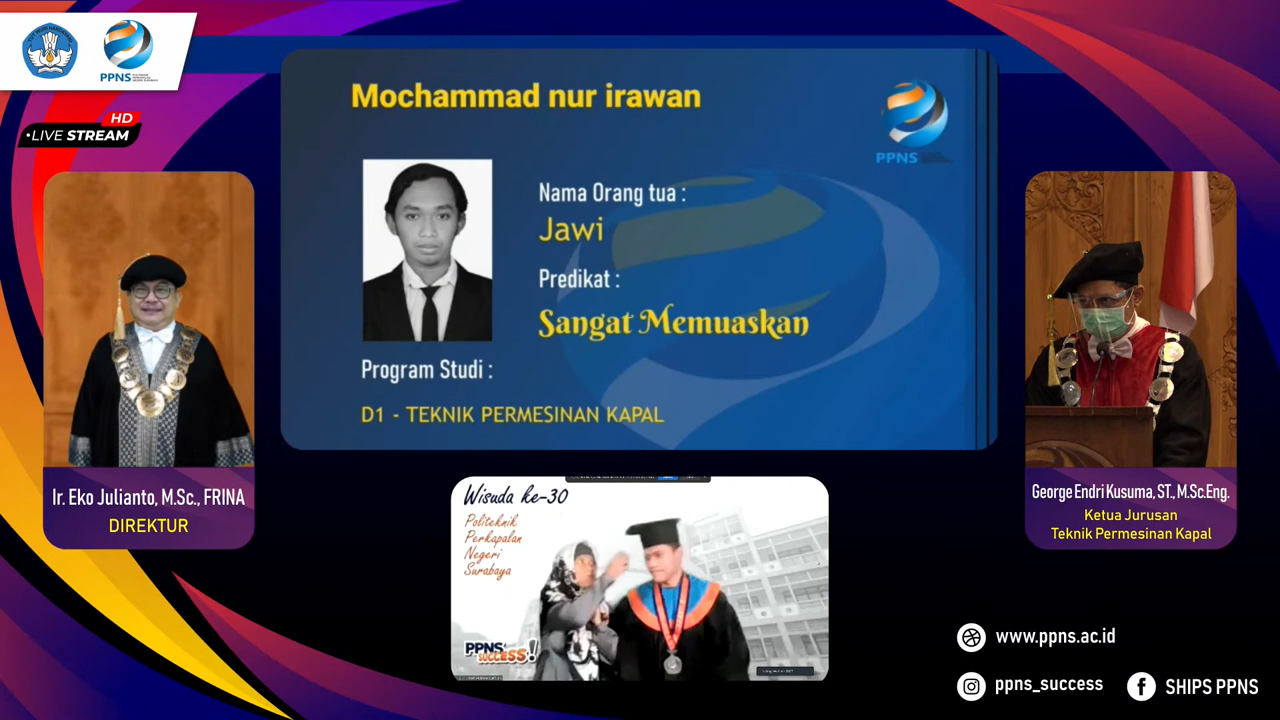 PPNS
HD
•LIVE STREAM
Mochammad nur irawan
PPNS
Nama Orang tua :
Jawi
Predikat :
Sangat Memuaskan
Program Studi :
D1 - TEKNIK PERMESINAN KAPAL
Ir. Eko Julianto, M.Sc., FRINA
DIREKTUR
George Endri Kusuma, ST., M.Sc.Eng.
Ketua Jurusan
Teknik Permesinan Kapal
Wisuda ke-30
Politeknik
Perkapalan
Negeri
Surabaya
PPNS
SUCCESS!
www.ppns.ac.id
ppns_success
SHIPS PPNS